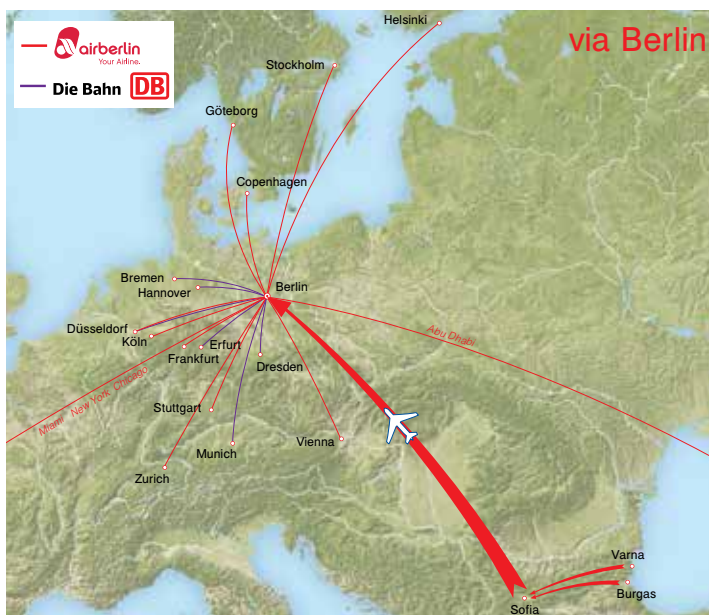 Helsinki
via Berlin
airberlin
Your Airline.
Die Bahn DB
Stockholm
Göteborg
Copenhagen
Bremen
Hannover
Berlin
Düsseldorf
Köln
Erfurt
Frankfurt
Dresden
Abu Dhabi
Miami New York Chicago
Stuttgart
Munich
Vienna
Zurich
Varna
Burgas
Sofia